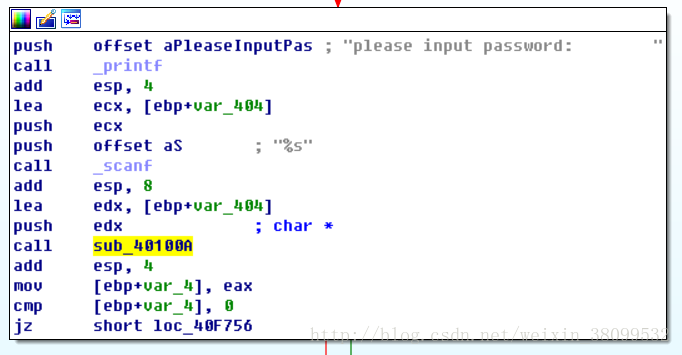 push offset aPleaseInputPas ; "please input password: "
call _printf
add esp, 4
lea ecx, [ebp+var_404]
push ecx
push offset aS ; "%s"
call _scanf
add esp, 8
lea edx, [ebp+var_404]
push edx ; char *
call sub_40100A
add esp, 4
mov [ebp+var_4], eax
cmp [ebp+var_4], 0
jz short loc_40F756
http://blog.csdn.net/weixin_38099532